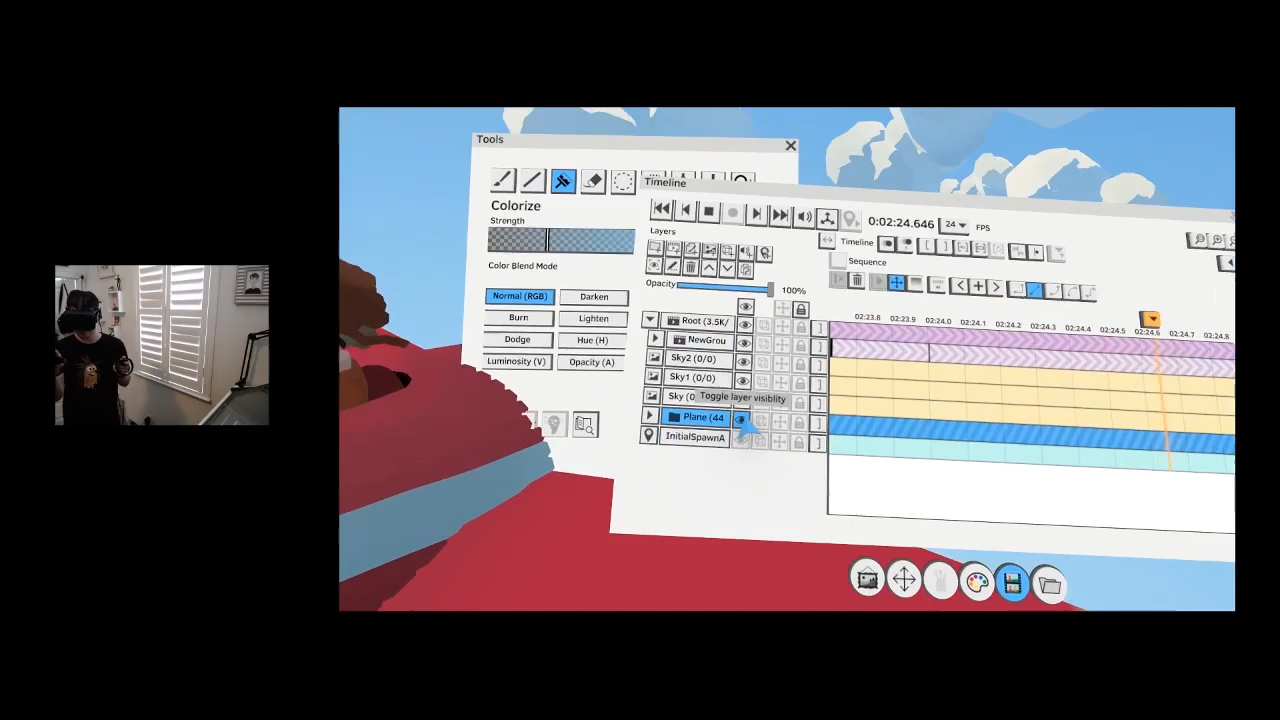 Tools
Timeline
Colorize
Strength
Color Blend Mode
Normal (RGB) Darken
Burn Lighten
Dodge Hue (H)
Luminosity (V) Opacity (A)
0:02:24.646 24 FPS
Layers
Timeline
Sequence
Opacity 100%
02:23.8 02:23.9 02:24.0 02:24.1 02:24.2 02:24.3 02:24.4 02:24.5 02:24.6 02:24.7 02:24.8
Root (3.5K/
NewGrou
Sky2 (0/0)
Sky1 (0/0)
Sky (0
Toggle layer visiblity
Plane (44
InitialSpawnA